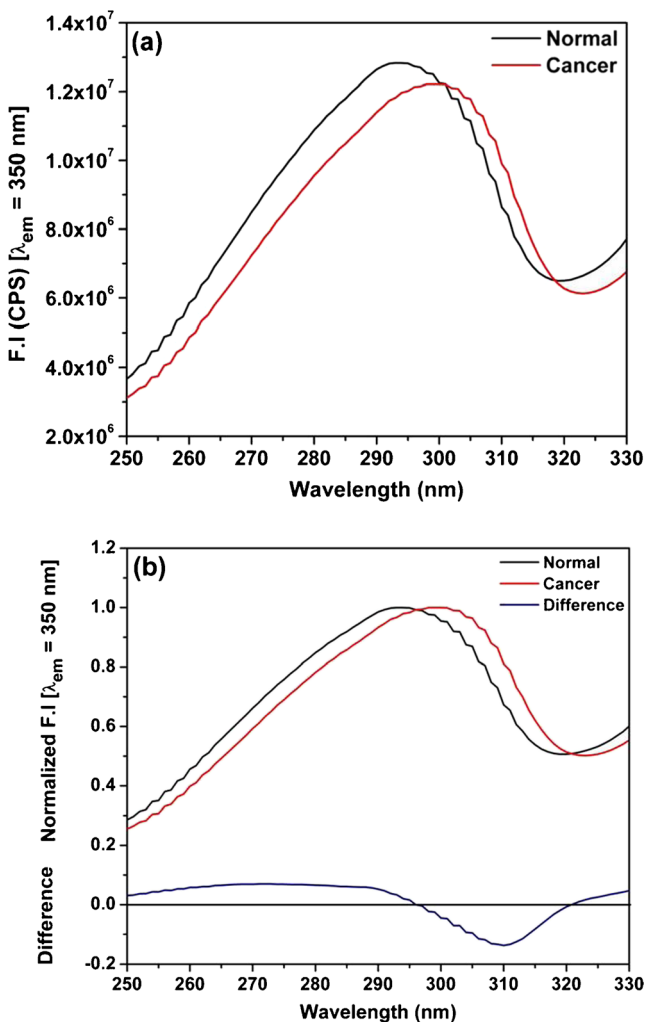 (a)
Normal
Cancer
1.4x10⁷
1.2x10⁷
1.0x10⁷
8.0x10⁶
6.0x10⁶
4.0x10⁶
2.0x10⁶
F.I (CPS) [λem = 350 nm]
250 260 270 280 290 300 310 320 330
Wavelength (nm)
(b)
Normal
Cancer
Difference
1.2
1.0
0.8
0.6
0.4
0.2
0.0
-0.2
Difference Normalized F.I [λem = 350 nm]
250 260 270 280 290 300 310 320 330
Wavelength (nm)